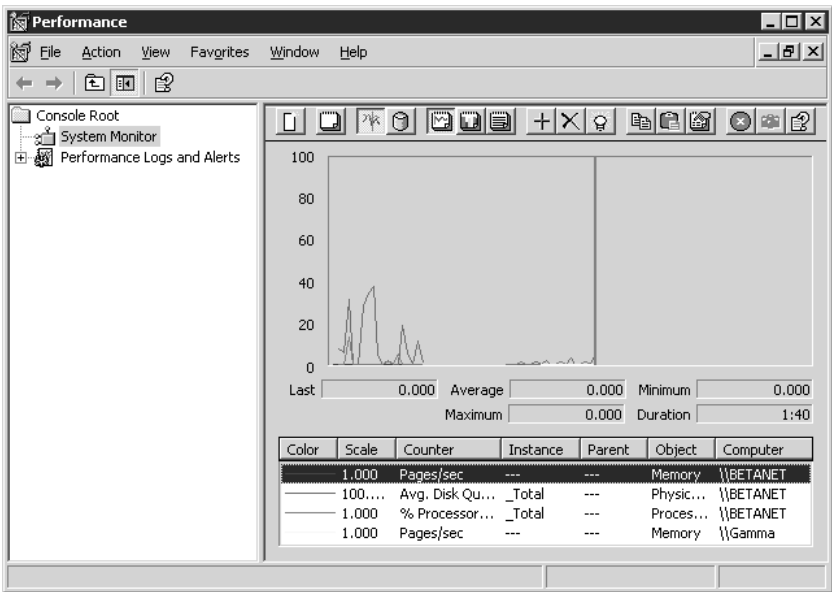 Performance
File Action View Favorites Window Help
Console Root
System Monitor
Performance Logs and Alerts
100
80
60
40
20
0
Last 0.000 Average 0.000 Minimum 0.000
Maximum 0.000 Duration 1:40
Color Scale Counter Instance Parent Object Computer
1.000 Pages/sec --- --- Memory \\BETANET
100.... Avg. Disk Qu... _Total --- Physic... \\BETANET
1.000 % Processor... _Total --- Proces... \\BETANET
1.000 Pages/sec --- --- Memory \\Gamma